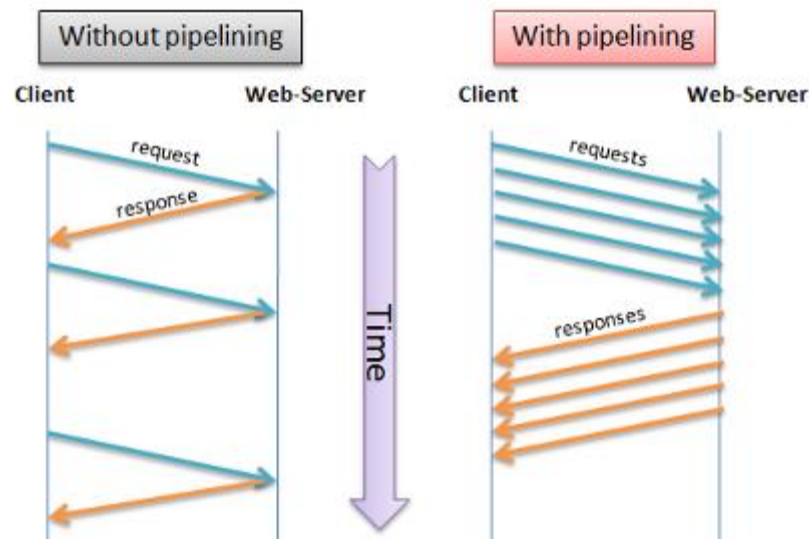 Without pipelining
With pipelining
Client
Web-Server
Client
Web-Server
request
response
Time
requests
responses